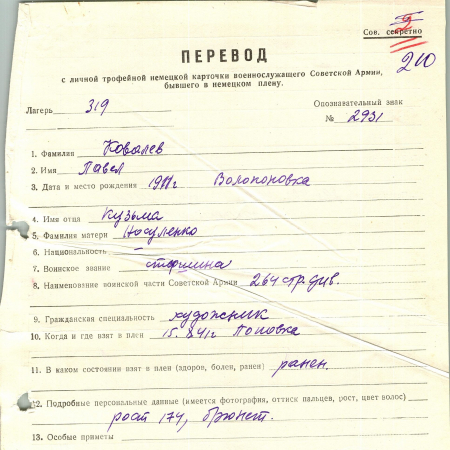 Сов. секретно
2
210
ПЕРЕВОД
с личной трофейной немецкой карточки военнослужащего Советской Армии,
бывшего в немецком плену.
Лагерь 319
Опознавательный знак
№ 2931
1. Фамилия Ковалев
2. Имя Павел
3. Дата и место рождения 1911г Волопоновка
4. Имя отца Кузьма
5. Фамилия матери Носуленко
6. Национальность –
7. Воинское звание старшина
8. Наименование воинской части Советской Армии 264 стр. див.
9. Гражданская специальность художник
10. Когда и где взят в плен 15.8.41г Поповка
11. В каком состоянии взят в плен (здоров, болен, ранен) ранен.
12. Подробные персональные данные (имеется фотография, оттиск пальцев, рост, цвет волос)
рост 174, брюнет.
13. Особые приметы